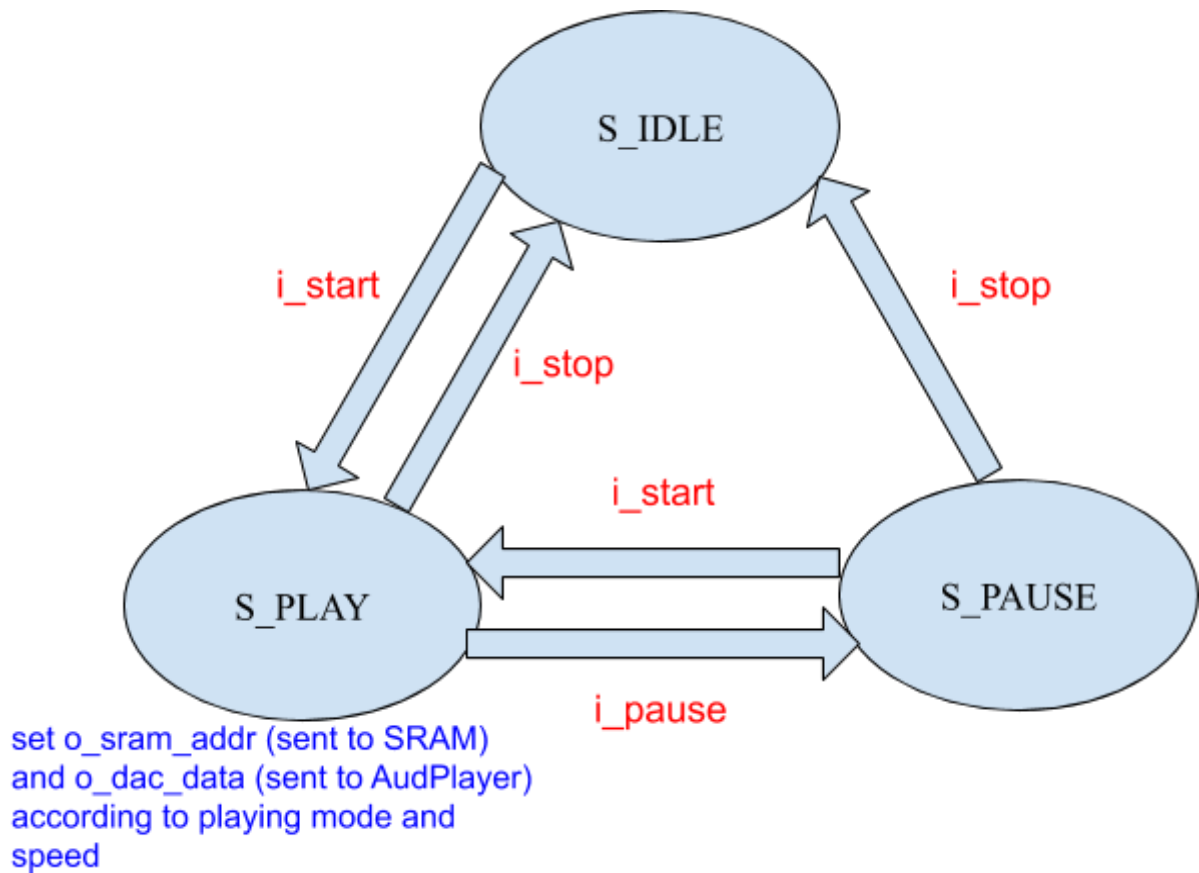 S_IDLE
i_start
i_stop
i_stop
i_start
S_PLAY
S_PAUSE
i_pause
set o_sram_addr (sent to SRAM)
and o_dac_data (sent to AudPlayer)
according to playing mode and
speed